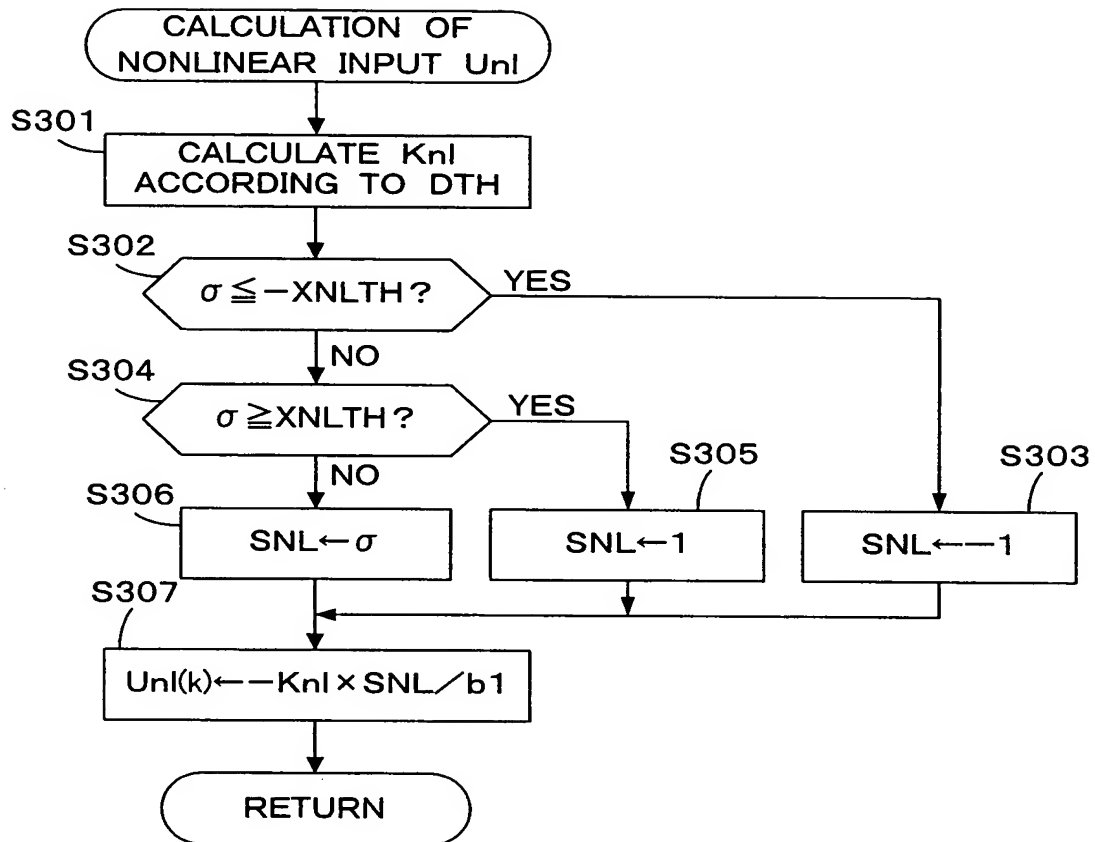 CALCULATION OF
NONLINEAR INPUT Unl
S301
CALCULATE Knl
ACCORDING TO DTH
S302
σ≦−XNLTH?
YES
NO
S304
σ≧XNLTH?
YES
NO
S306
SNL←σ
S305
SNL←1
S303
SNL←−1
S307
Unl(k)←−Knl×SNL/b1
RETURN